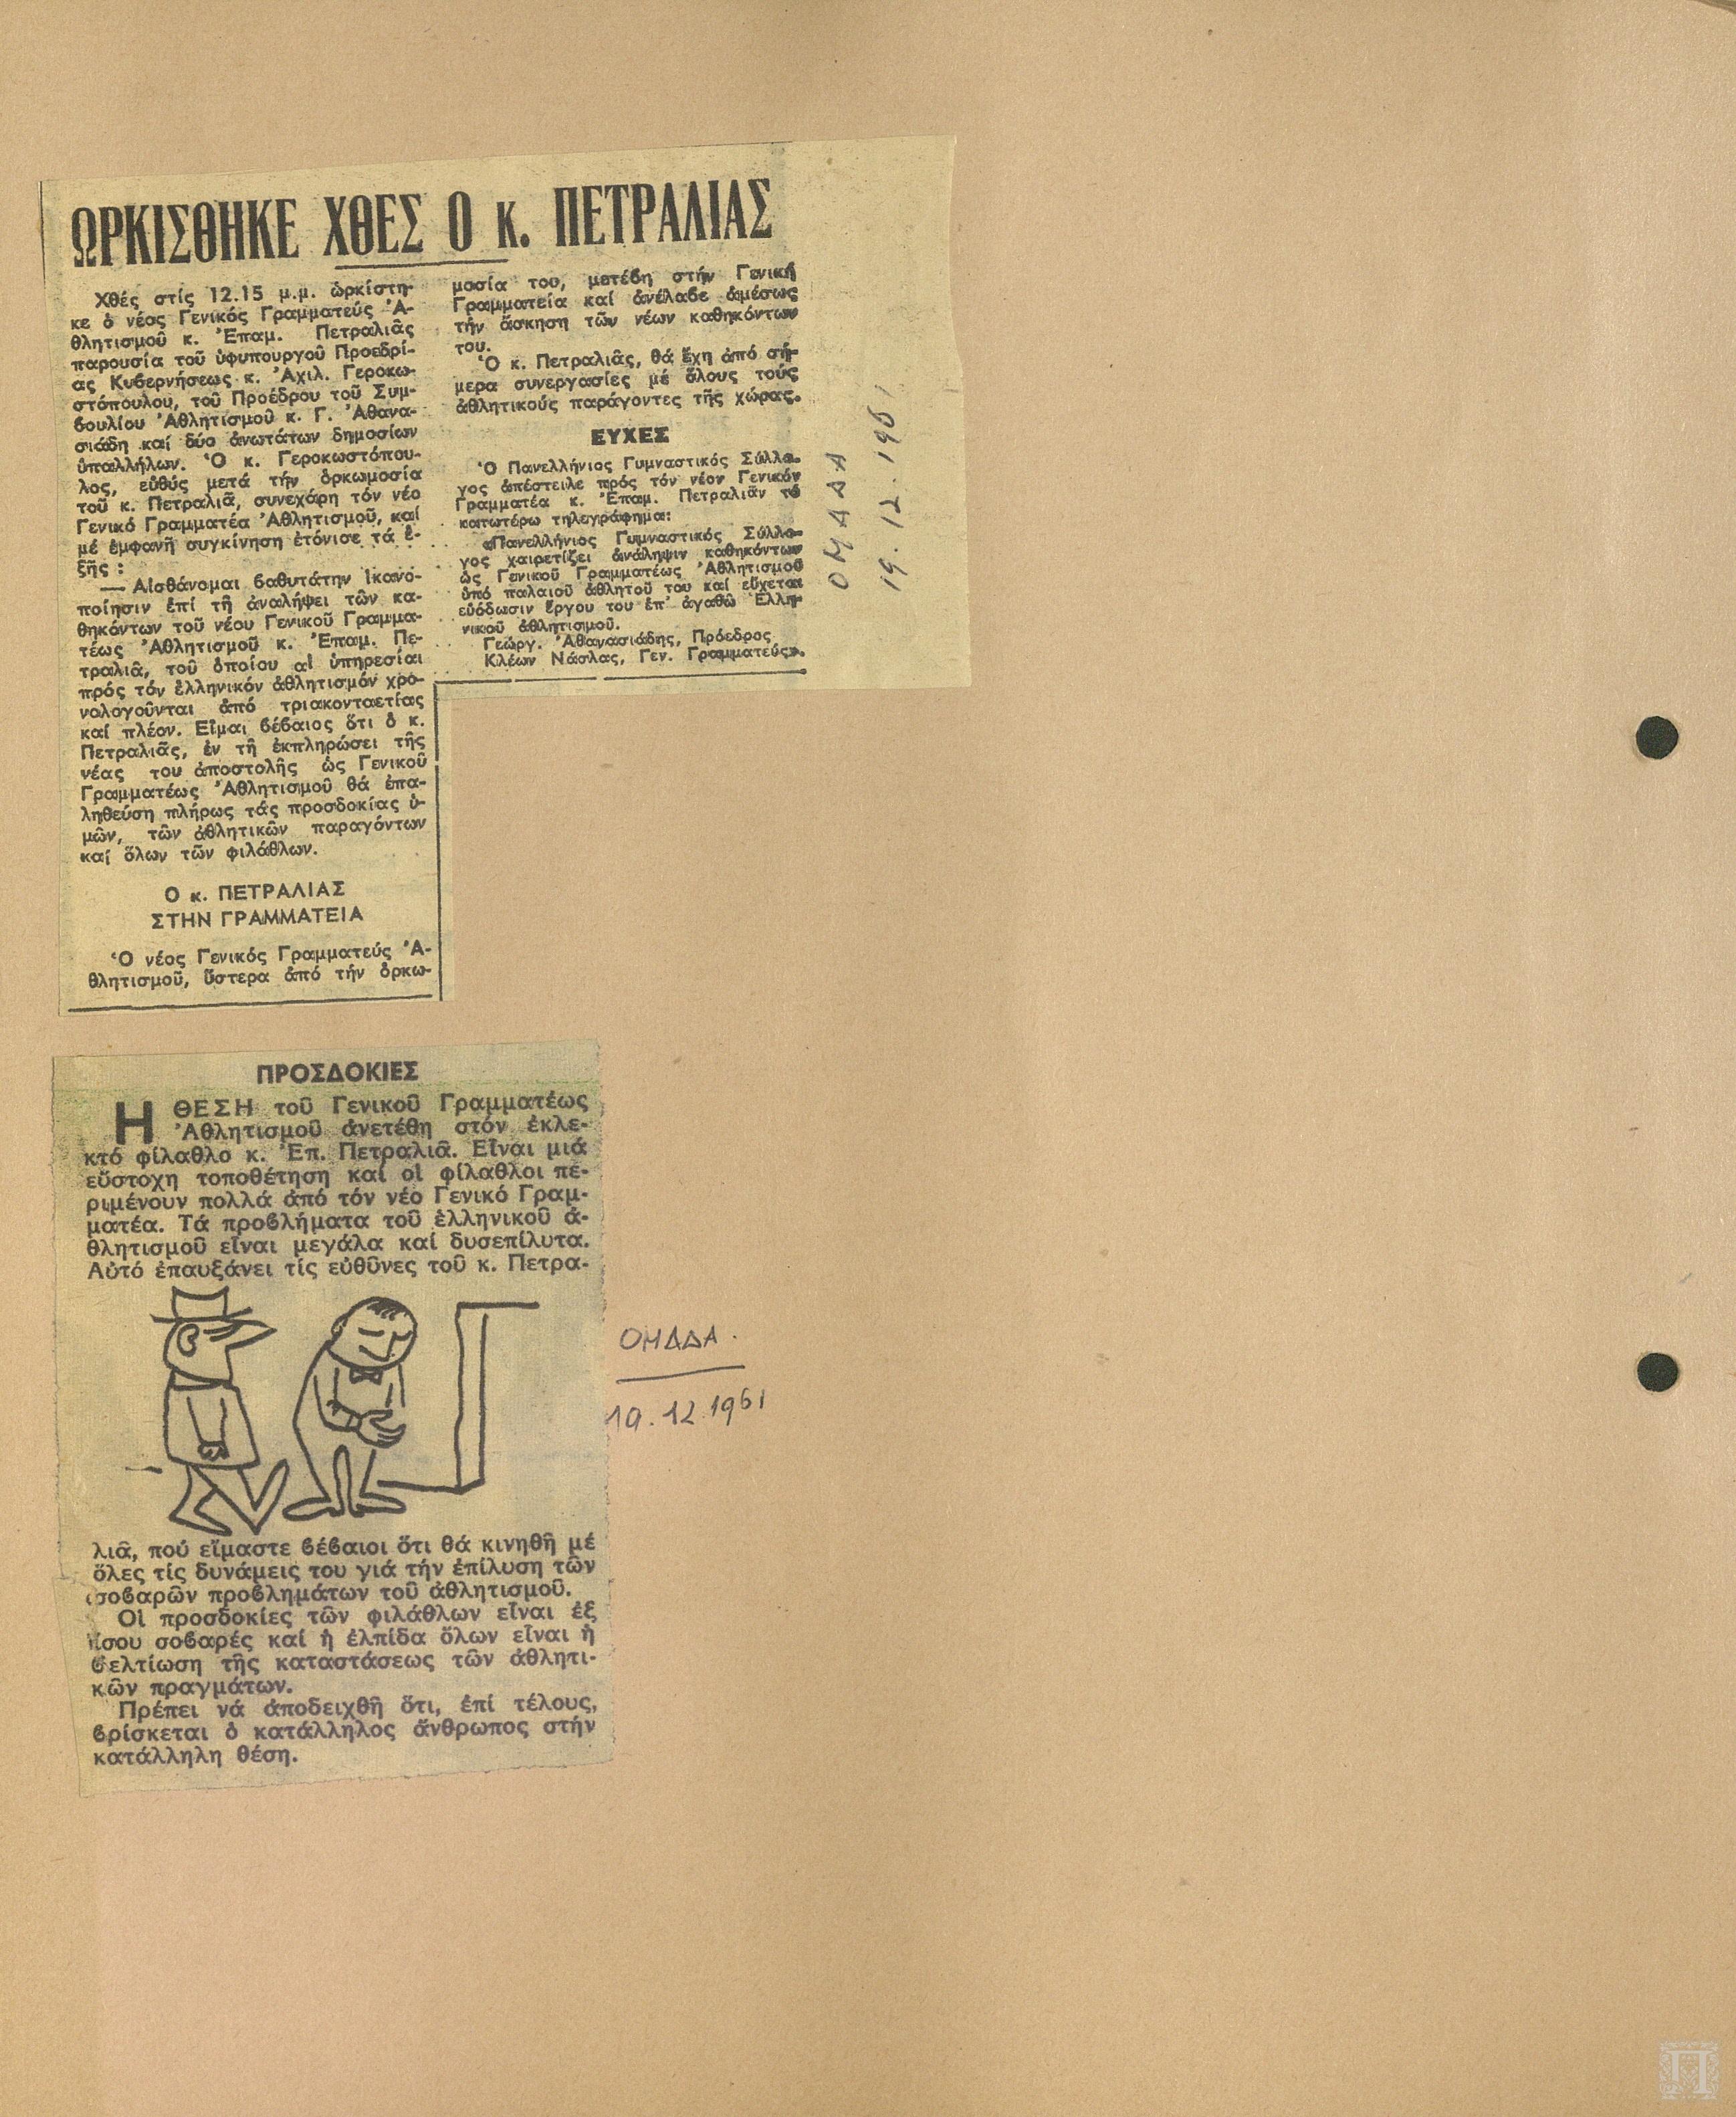 ΩΡΚΙΣΘΗΚΕ ΧΘΕΣ Ο κ. ΠΕΤΡΑΛΙΑΣ
Χθές στίς 12.15 μ.μ. ὡρκίστη-
κε ὁ νέος Γενικός Γραμματεύς Ἀ-
θλητισμοῦ κ. Ἐπαμ. Πετραλιᾶς
παρουσία τοῦ ὑφυπουργοῦ Προεδρί-
ας Κυβερνήσεως κ. Ἀχιλ. Γεροκω-
στόπουλου, τοῦ Προέδρου τοῦ Συμ-
βουλίου Ἀθλητισμοῦ κ. Γ. Ἀθανα-
σιάδη καί δύο ἀνωτάτων δημοσίων
ὑπαλλήλων. Ὁ κ. Γεροκωστόπου-
λος, εὐθύς μετά τήν ὁρκωμοσία
τοῦ κ. Πετραλιᾶ, συνεχάρη τόν νέο
Γενικό Γραμματέα Ἀθλητισμοῦ, καί
μέ ἐμφανῆ συγκίνηση ἐτόνισε τά ἑ-
ξῆς :
— Αἰσθάνομαι βαθυτάτην ἱκανο-
ποίησιν ἐπί τῇ ἀναλήψει τῶν κα-
θηκόντων τοῦ νέου Γενικοῦ Γραμμα-
τέως Ἀθλητισμοῦ κ. Ἐπαμ. Πε-
τραλιᾶ, τοῦ ὁποίου αἱ ὑπηρεσίαι
πρός τόν ἑλληνικόν ἀθλητισμόν χρο-
νολογοῦνται ἀπό τριακονταετίας
καί πλέον. Εἶμαι βέβαιος ὅτι ὁ κ.
Πετραλιᾶς, ἐν τῇ ἐκπληρώσει τῆς
νέας του ἀποστολῆς ὡς Γενικοῦ
Γραμματέως Ἀθλητισμοῦ θά ἐπα-
ληθεύση πλήρως τάς προσδοκίας ὑ-
μῶν, τῶν ἀθλητικῶν παραγόντων
καί ὅλων τῶν φιλάθλων.
Ο κ. ΠΕΤΡΑΛΙΑΣ
ΣΤΗΝ ΓΡΑΜΜΑΤΕΙΑ
Ὁ νέος Γενικός Γραμματεύς Ἀ-
θλητισμοῦ, ὕστερα ἀπό τήν ὁρκω-
μοσία του, μετέβη στήν Γενική
Γραμματεία καί ἀνέλαβε ἀμέσως
τήν ἄσκηση τῶν νέων καθηκόντων
του.
Ὁ κ. Πετραλιᾶς, θά ἔχη ἀπό σή-
μερα συνεργασίες μέ ὅλους τούς
ἀθλητικούς παράγοντες τῆς χώρας.
ΕΥΧΕΣ
Ὁ Πανελλήνιος Γυμναστικός Σύλλο-
γος ἀπέστειλε πρός τόν νέον Γενικόν
Γραμματέα κ. Ἐπαμ. Πετραλιᾶν τό
κατωτέρω τηλεγράφημα:
«Πανελλήνιος Γυμναστικός Σύλλο-
γος χαιρετίζει ἀνάληψιν καθηκόντων
ὡς Γενικοῦ Γραμματέως Ἀθλητισμοῦ
ὑπό παλαιοῦ ἀθλητοῦ του καί εὔχεται
εὐόδωσιν ἔργου του ἐπ' ἀγαθῶ Ἑλλη-
νικοῦ ἀθλητισμοῦ.
Γεώργ. Ἀθανασιάδης, Πρόεδρος
Κλέων Νάσλας, Γεν. Γραμματεύς».
ΟΜΑΔΑ
19.12.1961
ΠΡΟΣΔΟΚΙΕΣ
Η ΘΕΣΗ τοῦ Γενικοῦ Γραμματέως
Ἀθλητισμοῦ ἀνετέθη στόν ἐκλε-
κτό φίλαθλο κ. Ἐπ. Πετραλιᾶ. Εἶναι μιά
εὔστοχη τοποθέτηση καί οἱ φίλαθλοι πε-
ριμένουν πολλά ἀπό τόν νέο Γενικό Γραμ-
ματέα. Τά προβλήματα τοῦ ἑλληνικοῦ ἀ-
θλητισμοῦ εἶναι μεγάλα καί δυσεπίλυτα.
Αὐτό ἐπαυξάνει τίς εὐθῦνες τοῦ κ. Πετρα-
λιᾶ, πού εἴμαστε βέβαιοι ὅτι θά κινηθῆ μέ
ὅλες τίς δυνάμεις του γιά τήν ἐπίλυση τῶν
σοβαρῶν προβλημάτων τοῦ ἀθλητισμοῦ.
Οἱ προσδοκίες τῶν φιλάθλων εἶναι ἐξ
ἴσου σοβαρές καί ἡ ἐλπίδα ὅλων εἶναι ἡ
βελτίωση τῆς καταστάσεως τῶν ἀθλητι-
κῶν πραγμάτων.
Πρέπει νά ἀποδειχθῆ ὅτι, ἐπί τέλους,
βρίσκεται ὁ κατάλληλος ἄνθρωπος στήν
κατάλληλη θέση.
ΟΜΑΔΑ.
19.12.1961
Π